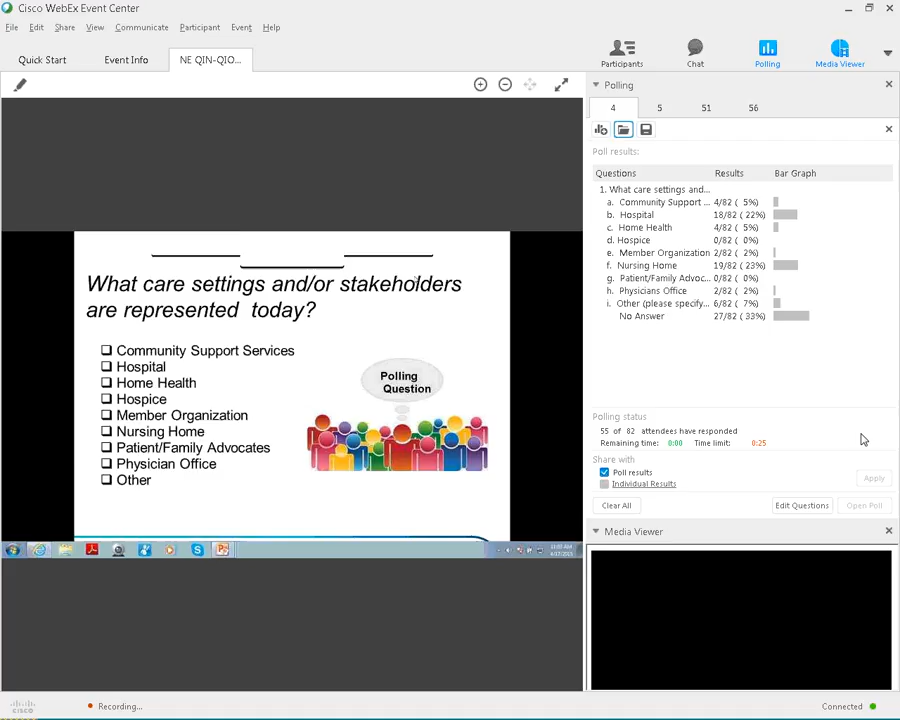 Cisco WebEx Event Center
File Edit Share View Communicate Participant Event Help
Quick Start Event Info NE QIN-QIO...
Participants Chat Polling Media Viewer
Polling
4 5 51 56
Poll results:
Questions Results Bar Graph
1. What care settings and...
a. Community Support ... 4/82 ( 5%)
b. Hospital 18/82 ( 22%)
c. Home Health 4/82 ( 5%)
d. Hospice 0/82 ( 0%)
e. Member Organization 2/82 ( 2%)
f. Nursing Home 19/82 ( 23%)
g. Patient/Family Advoc... 0/82 ( 0%)
h. Physicians Office 2/82 ( 2%)
i. Other (please specify... 6/82 ( 7%)
No Answer 27/82 ( 33%)
What care settings and/or stakeholders
are represented today?
Community Support Services
Hospital
Home Health
Hospice
Member Organization
Nursing Home
Patient/Family Advocates
Physician Office
Other
Polling
Question
Polling status
55 of 82 attendees have responded
Remaining time: 0:00 Time limit: 0:25
Share with
Poll results
Individual Results
Apply
Clear All Edit Questions Open Poll
Media Viewer
cisco
Recording...
Connected